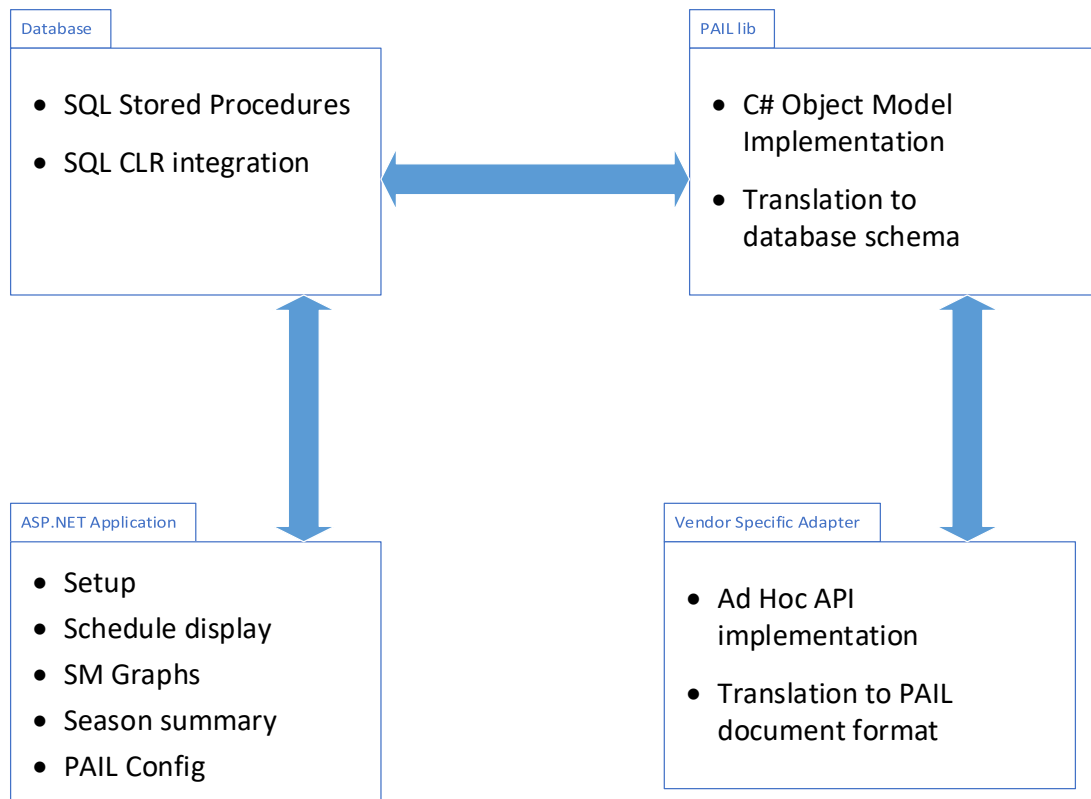 Database
• SQL Stored Procedures
• SQL CLR integration
PAIL lib
• C# Object Model
Implementation
• Translation to
database schema
ASP.NET Application
• Setup
• Schedule display
• SM Graphs
• Season summary
• PAIL Config
Vendor Specific Adapter
• Ad Hoc API
implementation
• Translation to PAIL
document format